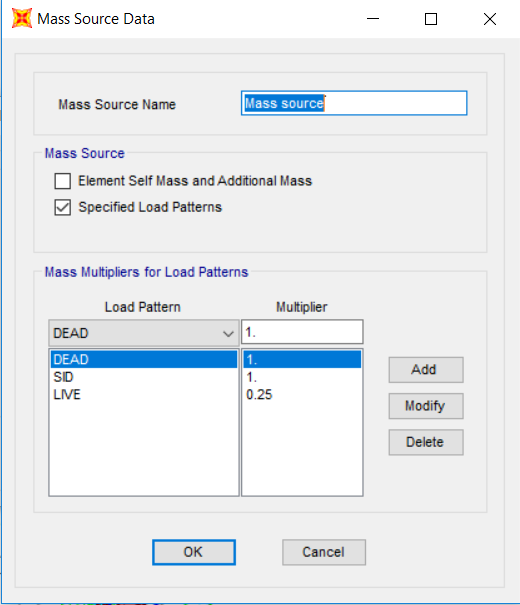 Mass Source Data
Mass Source Name Mass source
Mass Source
Element Self Mass and Additional Mass
Specified Load Patterns
Mass Multipliers for Load Patterns
Load Pattern Multiplier
DEAD 1.
DEAD 1.
SID 1.
LIVE 0.25
Add
Modify
Delete
OK Cancel